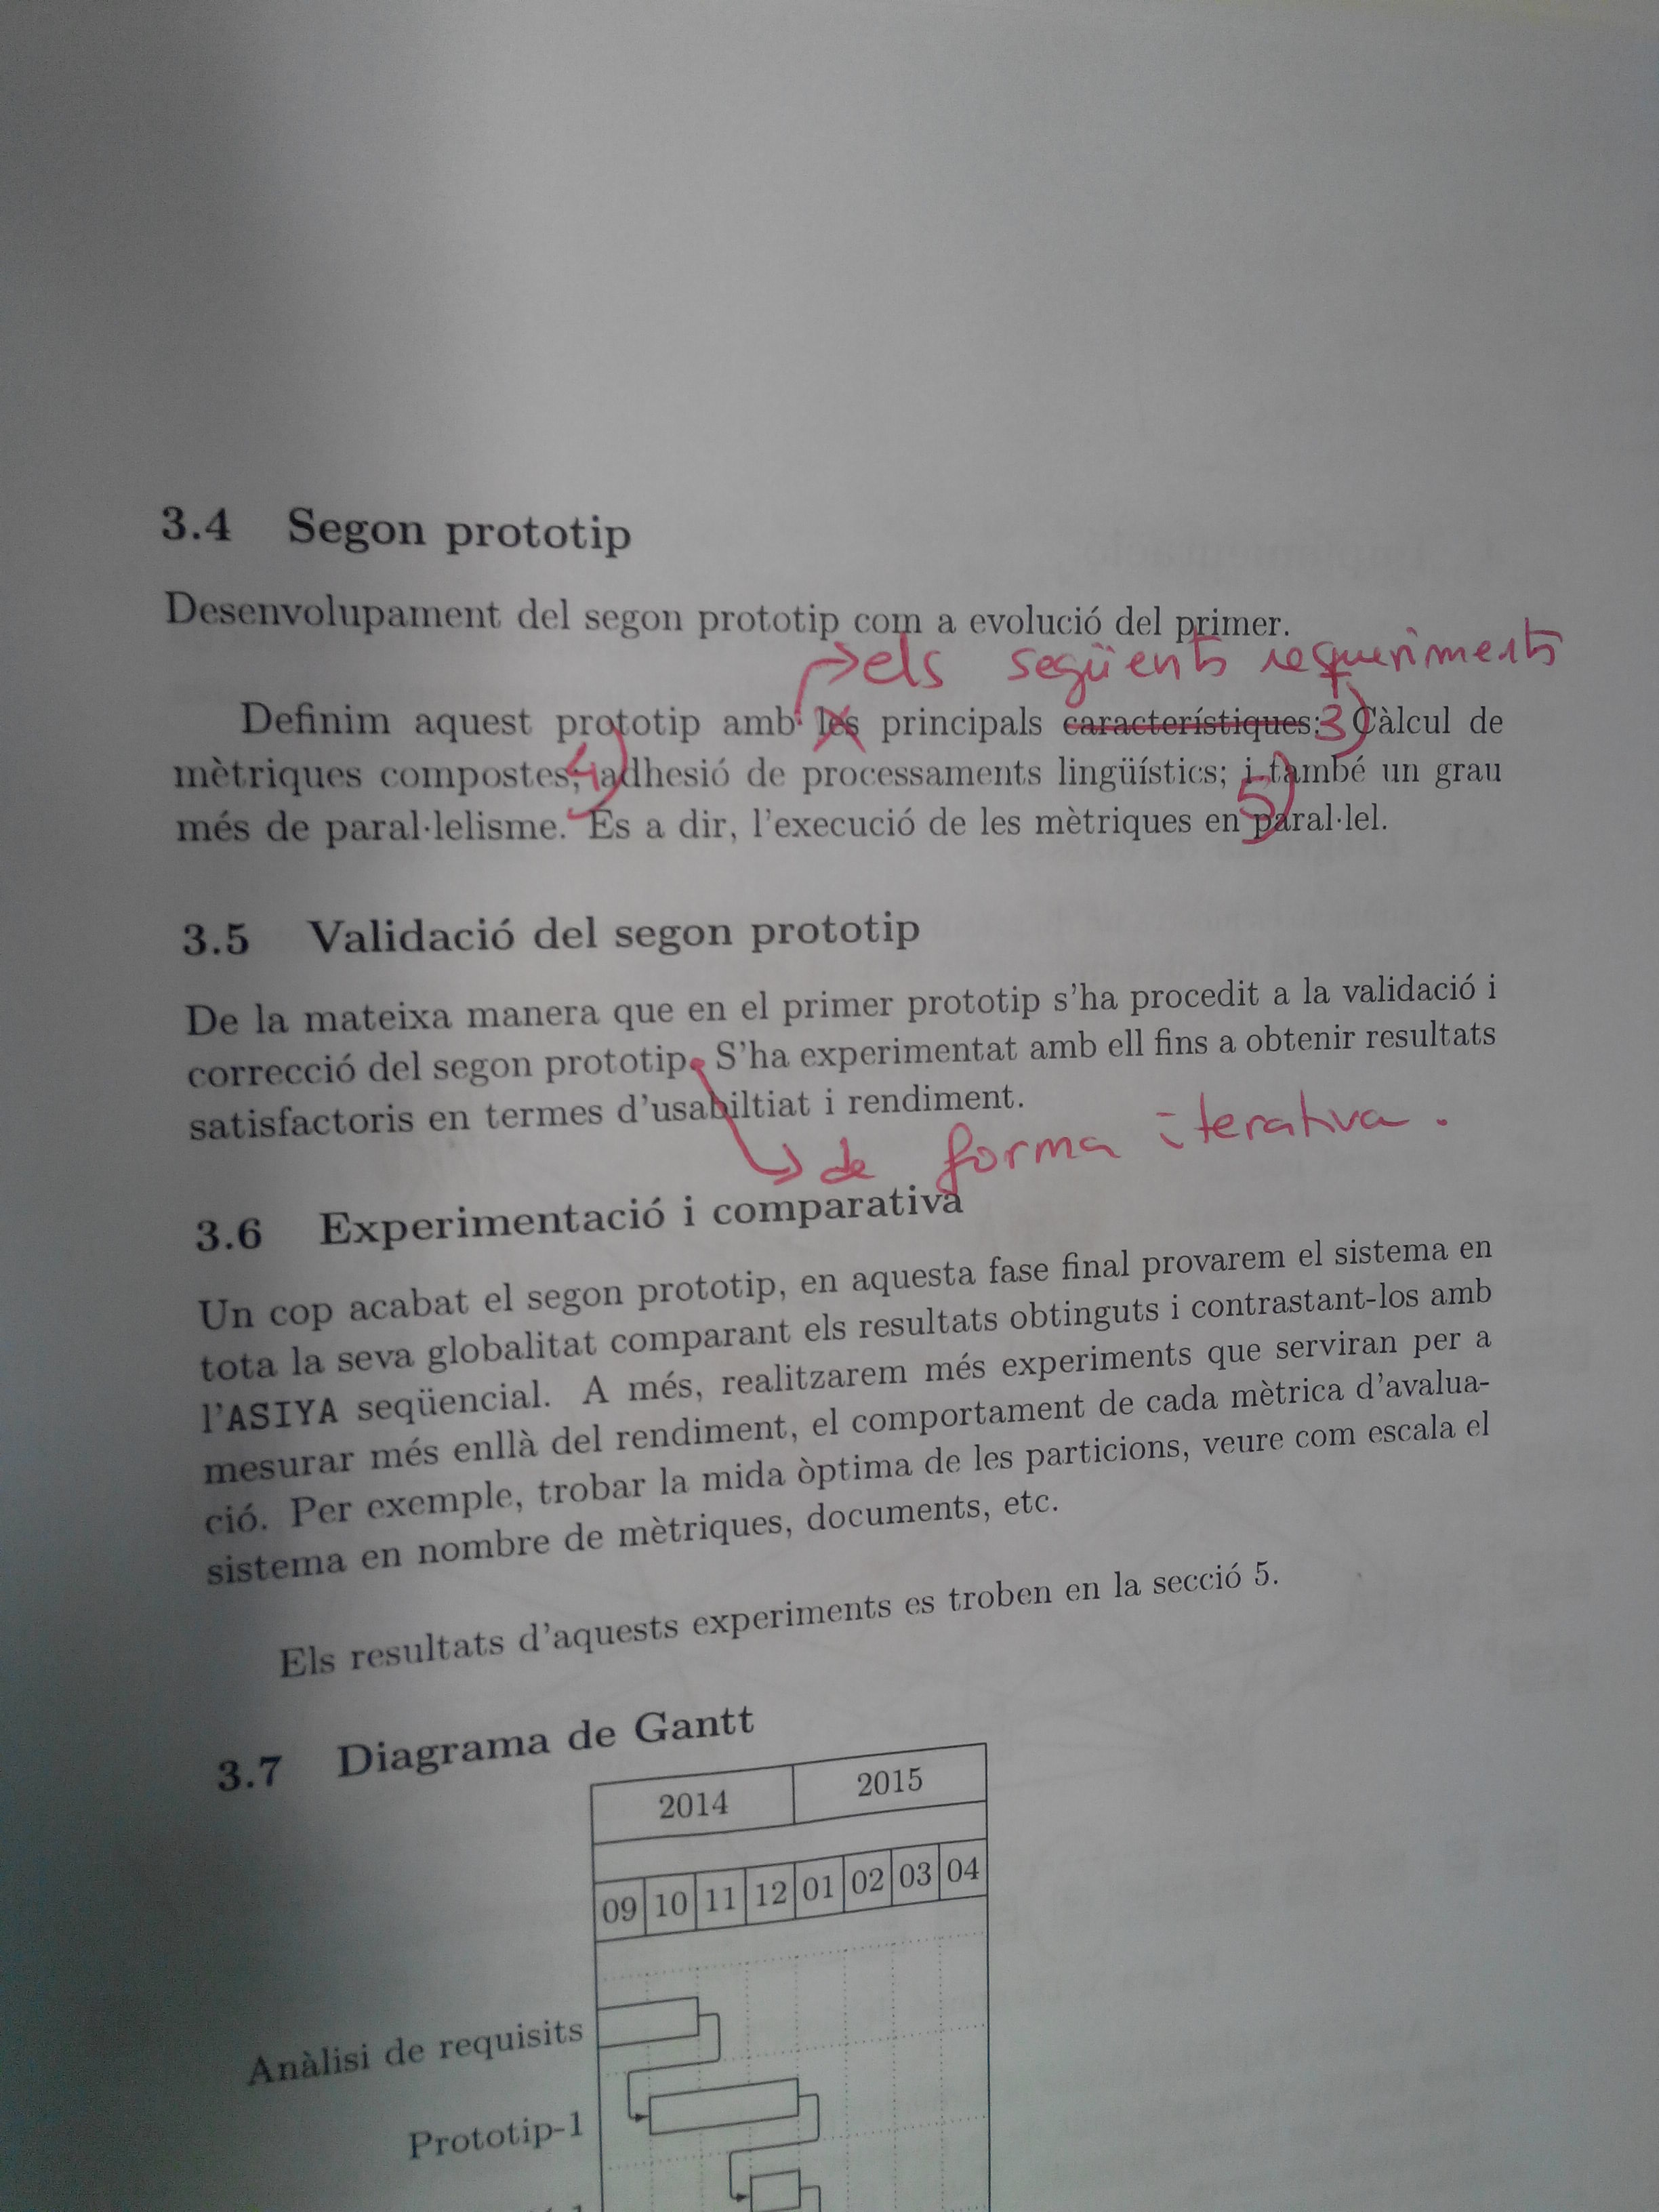 3.4 Segon prototip
Desenvolupament del segon prototip com a evolució del primer.
els següents requeriments
Definim aquest prototip amb les principals característiques: 3) Càlcul de
mètriques compostes; 4) adhesió de processaments lingüístics; i també un grau
5)
més de paral·lelisme. És a dir, l'execució de les mètriques en paral·lel.
3.5 Validació del segon prototip
De la mateixa manera que en el primer prototip s'ha procedit a la validació i
correcció del segon prototip. S'ha experimentat amb ell fins a obtenir resultats
satisfactoris en termes d'usabiltiat i rendiment.
de forma iterativa.
3.6 Experimentació i comparativa
Un cop acabat el segon prototip, en aquesta fase final provarem el sistema en
tota la seva globalitat comparant els resultats obtinguts i contrastant-los amb
l'ASIYA seqüencial. A més, realitzarem més experiments que serviran per a
mesurar més enllà del rendiment, el comportament de cada mètrica d'avalua-
ció. Per exemple, trobar la mida òptima de les particions, veure com escala el
sistema en nombre de mètriques, documents, etc.
Els resultats d'aquests experiments es troben en la secció 5.
3.7 Diagrama de Gantt
2014 2015
09 10 11 12 01 02 03 04
Anàlisi de requisits
Prototip-1